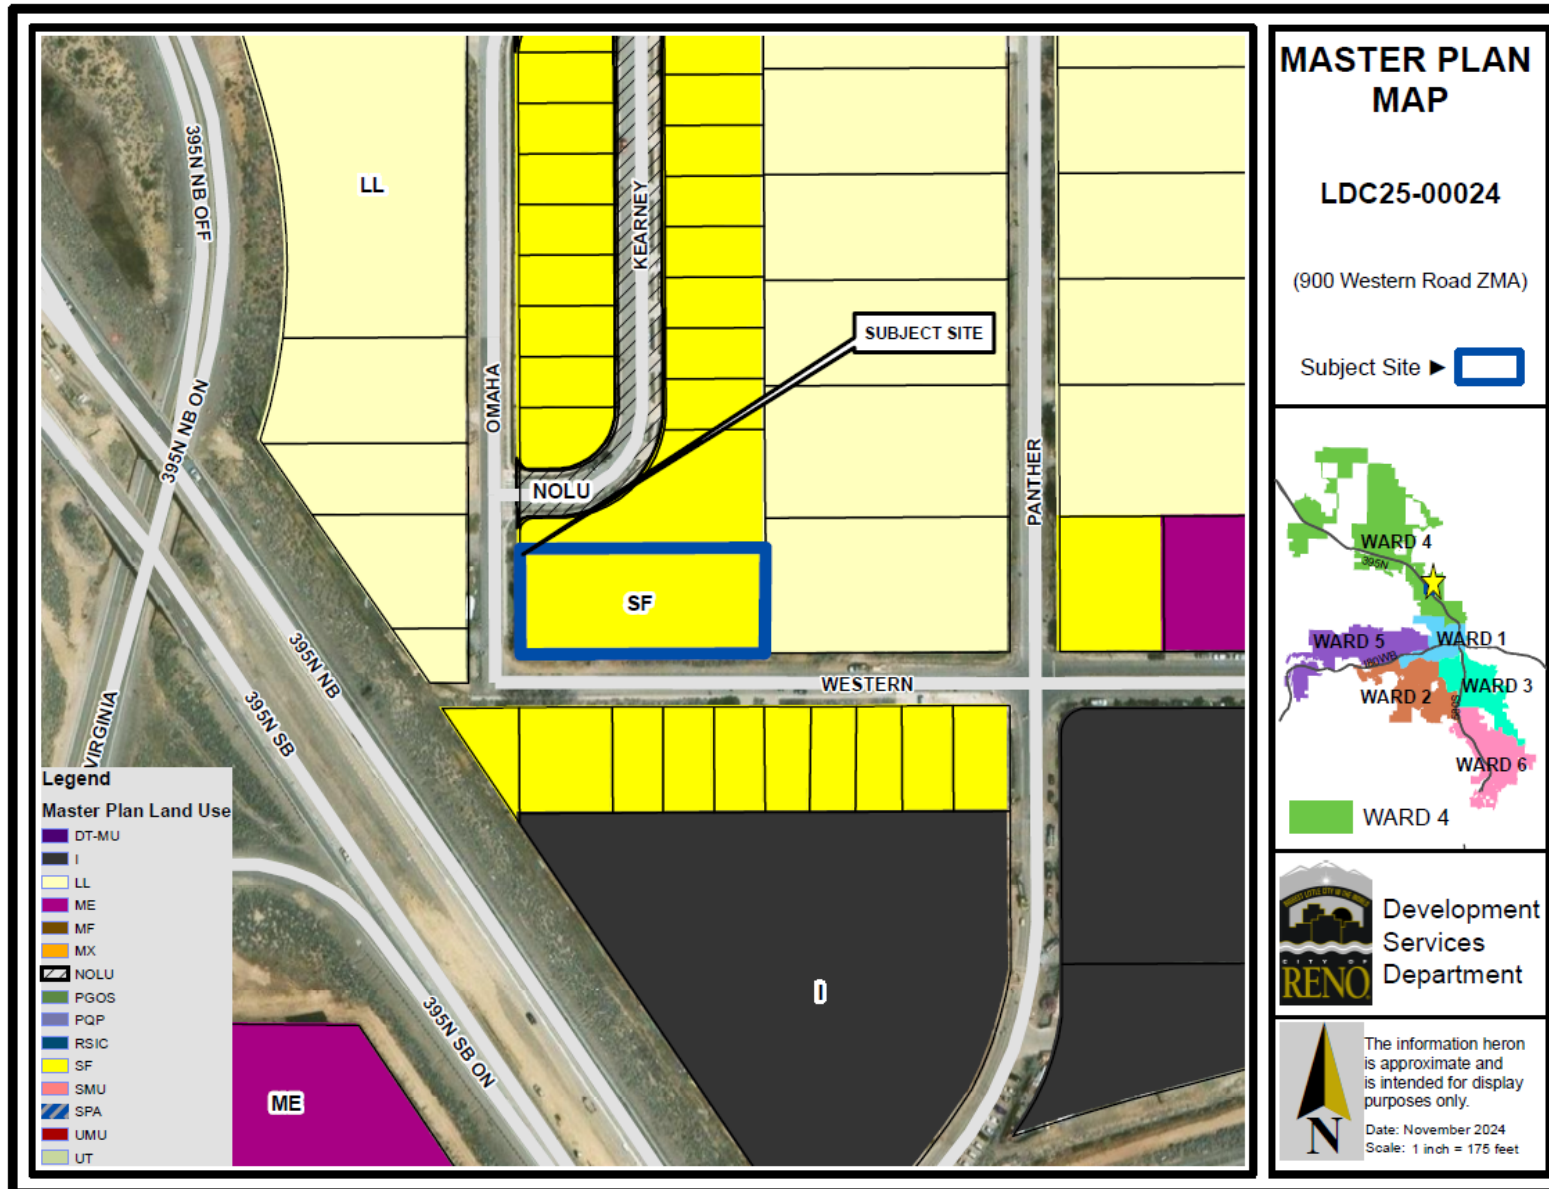 MASTER PLAN
MAP
LDC25-00024
(900 Western Road ZMA)
Subject Site ►
395N NB OFF
LL
KEARNEY
SUBJECT SITE
OMAHA
395N NB ON
PANTHER
NOLU
SF
395N NB
WESTERN
395N SB
VIRGINIA
I
395N SB ON
ME
Legend
Master Plan Land Use
DT-MU
I
LL
ME
MF
MX
NOLU
PGOS
PQP
RSIC
SF
SMU
SPA
UMU
UT
WARD 4
395N
WARD 5
WARD 1
I80WB
WARD 2
WARD 3
WARD 6
WARD 4
CITY OF
RENO
Development
Services
Department
N
The information heron
is approximate and
is intended for display
purposes only.
Date: November 2024
Scale: 1 inch = 175 feet